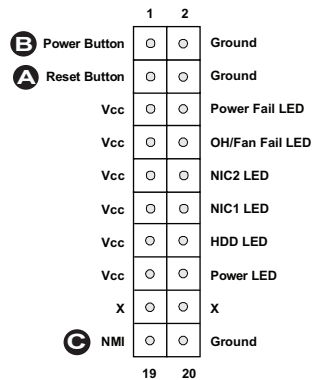 1 2
B Power Button Ground
A Reset Button Ground
Vcc Power Fail LED
Vcc OH/Fan Fail LED
Vcc NIC2 LED
Vcc NIC1 LED
Vcc HDD LED
Vcc Power LED
X X
C NMI Ground
19 20